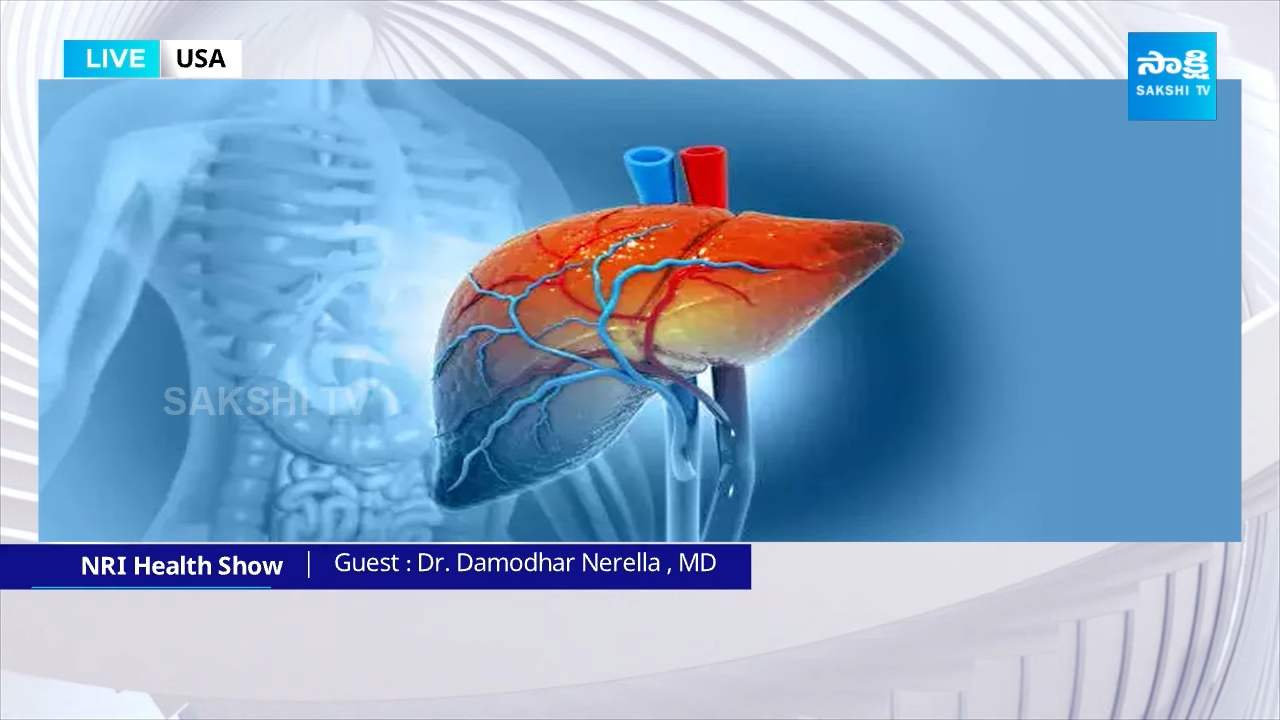 LIVE USA
సాక్షి
SAKSHI TV
SAKSHI TV
NRI Health Show | Guest : Dr. Damodhar Nerella , MD